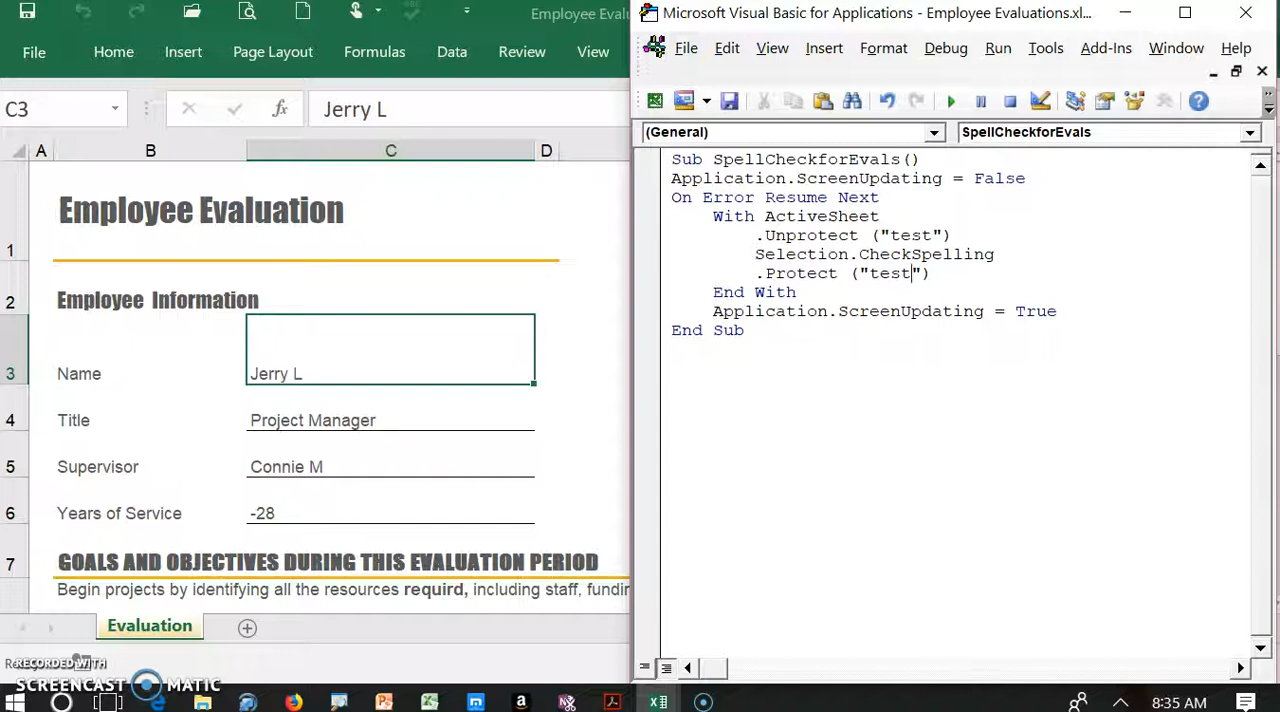 Employee Evalu
File Home Insert Page Layout Formulas Data Review View
C3 fx Jerry L
A B C D
1 Employee Evaluation
2 Employee Information
3 Name Jerry L
4 Title Project Manager
5 Supervisor Connie M
6 Years of Service -28
7 GOALS AND OBJECTIVES DURING THIS EVALUATION PERIOD
Begin projects by identifying all the resources requird, including staff, fundin
Evaluation
RECORDED WITH
SCREENCAST MATIC
Microsoft Visual Basic for Applications - Employee Evaluations.xl...
File Edit View Insert Format Debug Run Tools Add-Ins Window Help
(General) SpellCheckforEvals
Sub SpellCheckforEvals()
Application.ScreenUpdating = False
On Error Resume Next
With ActiveSheet
.Unprotect ("test")
Selection.CheckSpelling
.Protect ("test")
End With
Application.ScreenUpdating = True
End Sub
8:35 AM